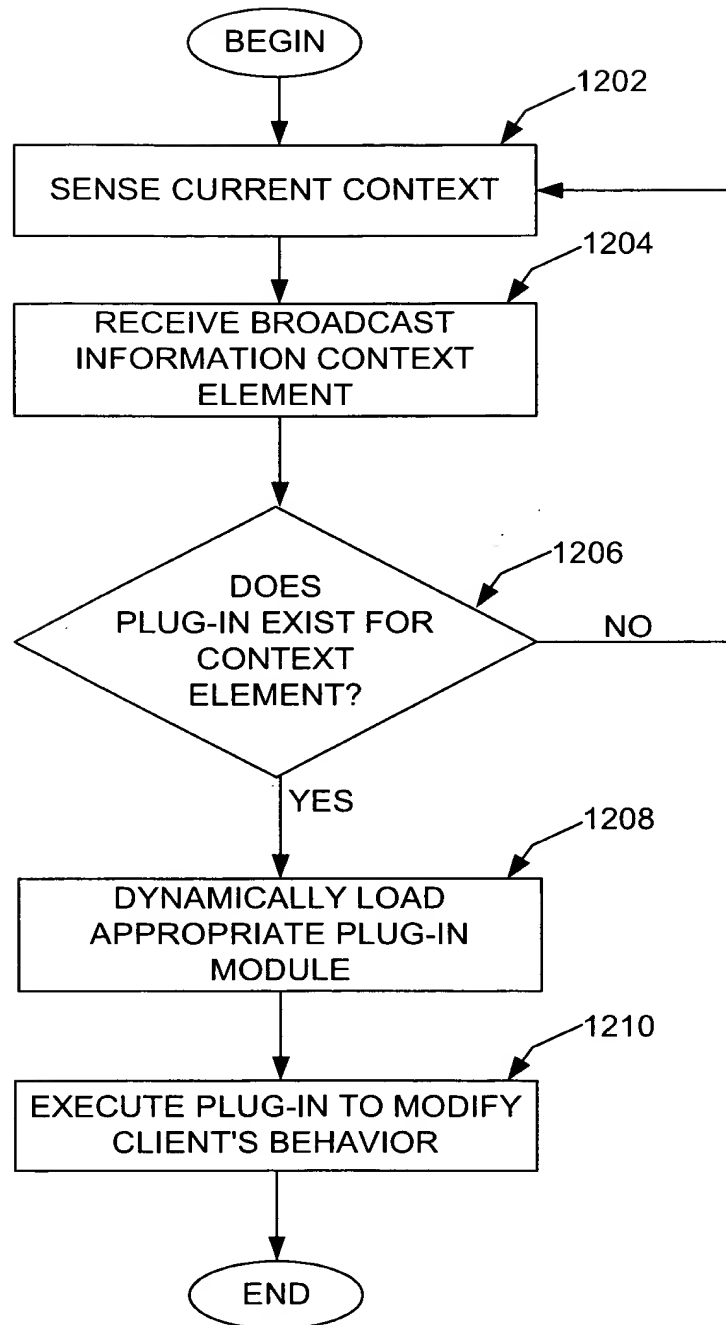 BEGIN
1202
SENSE CURRENT CONTEXT
1204
RECEIVE BROADCAST
INFORMATION CONTEXT
ELEMENT
1206
DOES
PLUG-IN EXIST FOR
CONTEXT
ELEMENT?
NO
YES
1208
DYNAMICALLY LOAD
APPROPRIATE PLUG-IN
MODULE
1210
EXECUTE PLUG-IN TO MODIFY
CLIENT'S BEHAVIOR
END